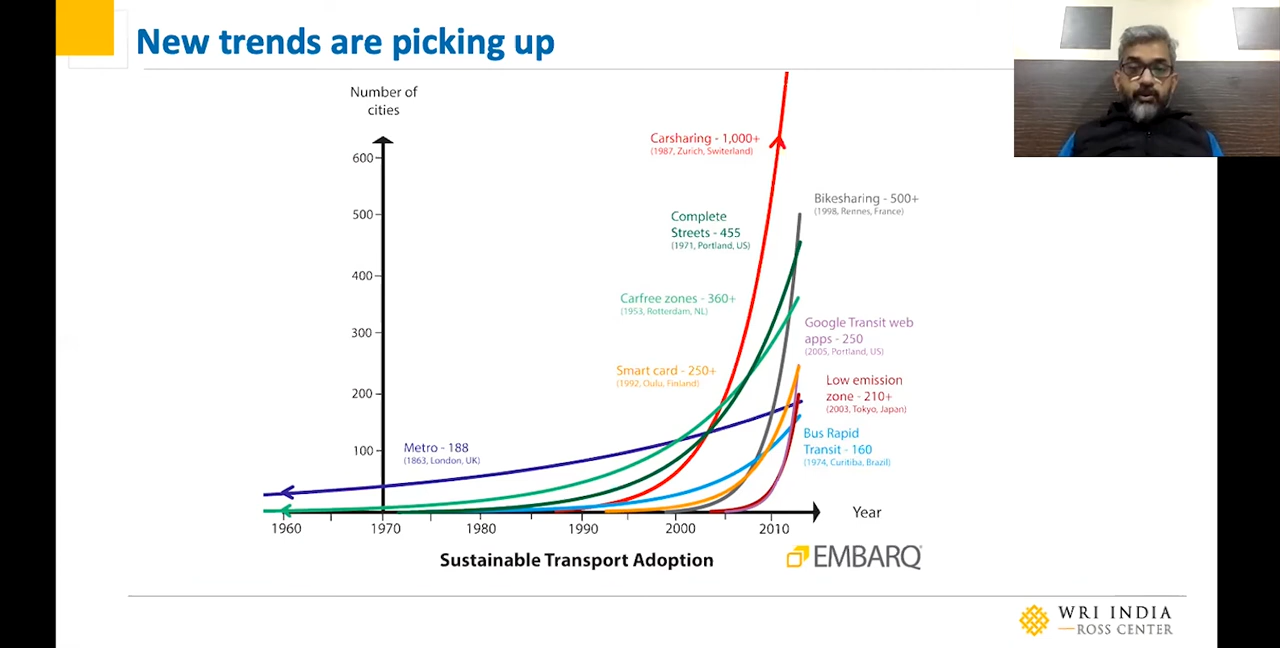 New trends are picking up
Number of
cities
600
500
400
300
200
100
Carsharing - 1,000+
(1987, Zurich, Switerland)
Bikesharing - 500+
(1998, Rennes, France)
Complete
Streets - 455
(1971, Portland, US)
Carfree zones - 360+
(1953, Rotterdam, NL)
Google Transit web
apps - 250
(2005, Portland, US)
Smart card - 250+
(1992, Oulu, Finland)
Low emission
zone - 210+
(2003, Tokyo, Japan)
Metro - 188
(1863, London, UK)
Bus Rapid
Transit - 160
(1974, Curitiba, Brazil)
1960
1970
1980
1990
2000
2010
Year
Sustainable Transport Adoption
EMBARQ
WRI INDIA
ROSS CENTER